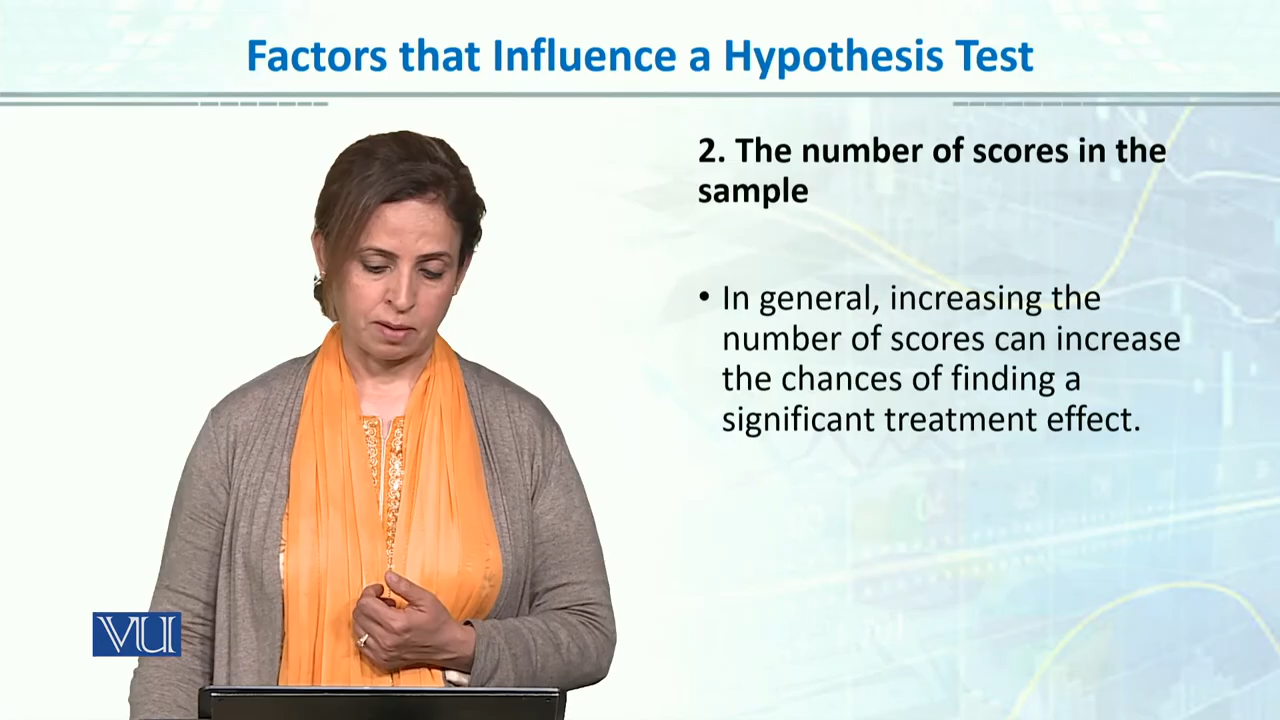 Factors that Influence a Hypothesis Test
2. The number of scores in the
sample
• In general, increasing the
number of scores can increase
the chances of finding a
significant treatment effect.
VU